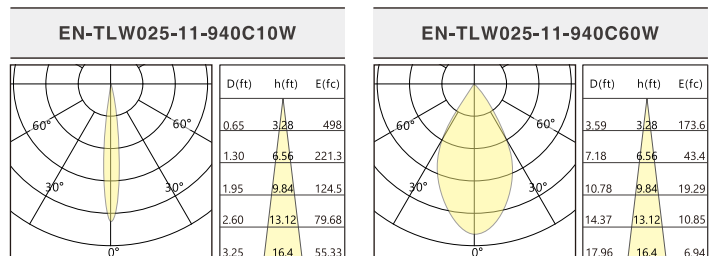 EN-TLW025-11-940C10W
D(ft) h(ft) E(fc)
60° 60°
0.65 3.28 498
1.30 6.56 221.3
30° 30°
1.95 9.84 124.5
2.60 13.12 79.68
0°
3.25 16.4 55.33
EN-TLW025-11-940C60W
D(ft) h(ft) E(fc)
60° 60°
3.59 3.28 173.6
7.18 6.56 43.4
30° 30°
10.78 9.84 19.29
14.37 13.12 10.85
0°
17.96 16.4 6.94